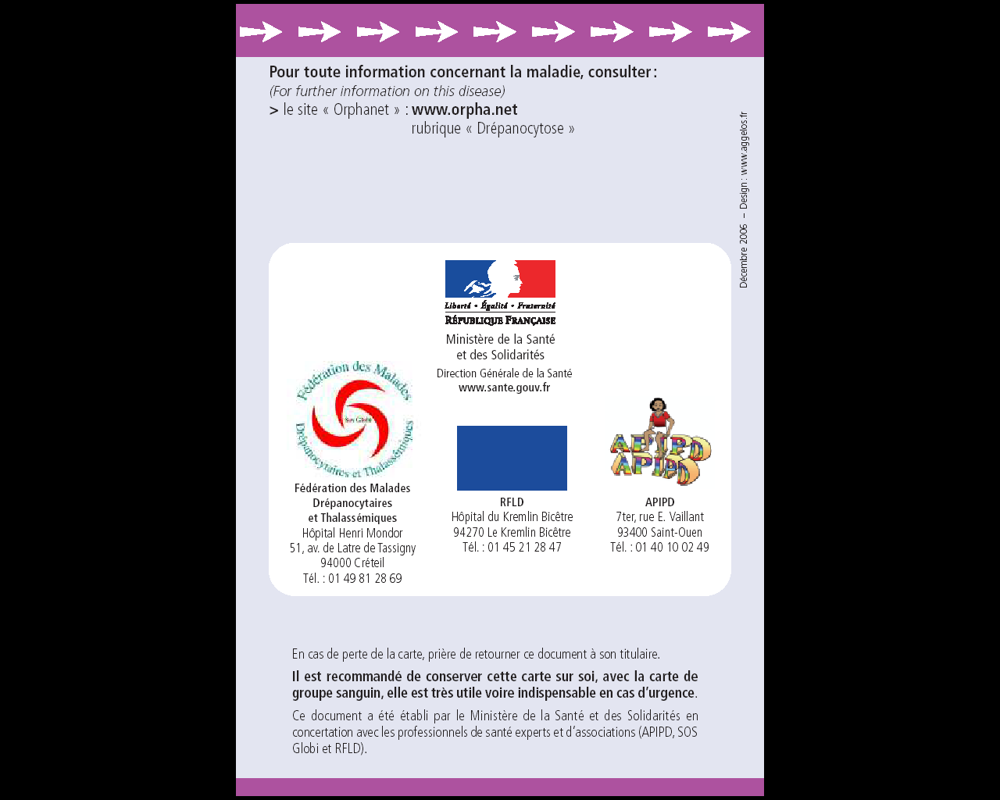 Pour toute information concernant la maladie, consulter :
(For further information on this disease)
> le site « Orphanet » : www.orpha.net
rubrique « Drépanocytose »
Décembre 2006 – Design : www.aggelos.fr
Liberté • Égalité • Fraternité
RÉPUBLIQUE FRANÇAISE
Ministère de la Santé
et des Solidarités
Direction Générale de la Santé
www.sante.gouv.fr
Fédération des Malades
Sos Globi
Drépanocytaires et Thalassémiques
Fédération des Malades
Drépanocytaires
et Thalassémiques
Hôpital Henri Mondor
51, av. de Latre de Tassigny
94000 Créteil
Tél. : 01 49 81 28 69
RFLD
Hôpital du Kremlin Bicêtre
94270 Le Kremlin Bicêtre
Tél. : 01 45 21 28 47
APIPD
APIPD
APIPD
7ter, rue E. Vaillant
93400 Saint-Ouen
Tél. : 01 40 10 02 49
En cas de perte de la carte, prière de retourner ce document à son titulaire.
Il est recommandé de conserver cette carte sur soi, avec la carte de
groupe sanguin, elle est très utile voire indispensable en cas d'urgence.
Ce document a été établi par le Ministère de la Santé et des Solidarités en
concertation avec les professionnels de santé experts et d'associations (APIPD, SOS
Globi et RFLD).